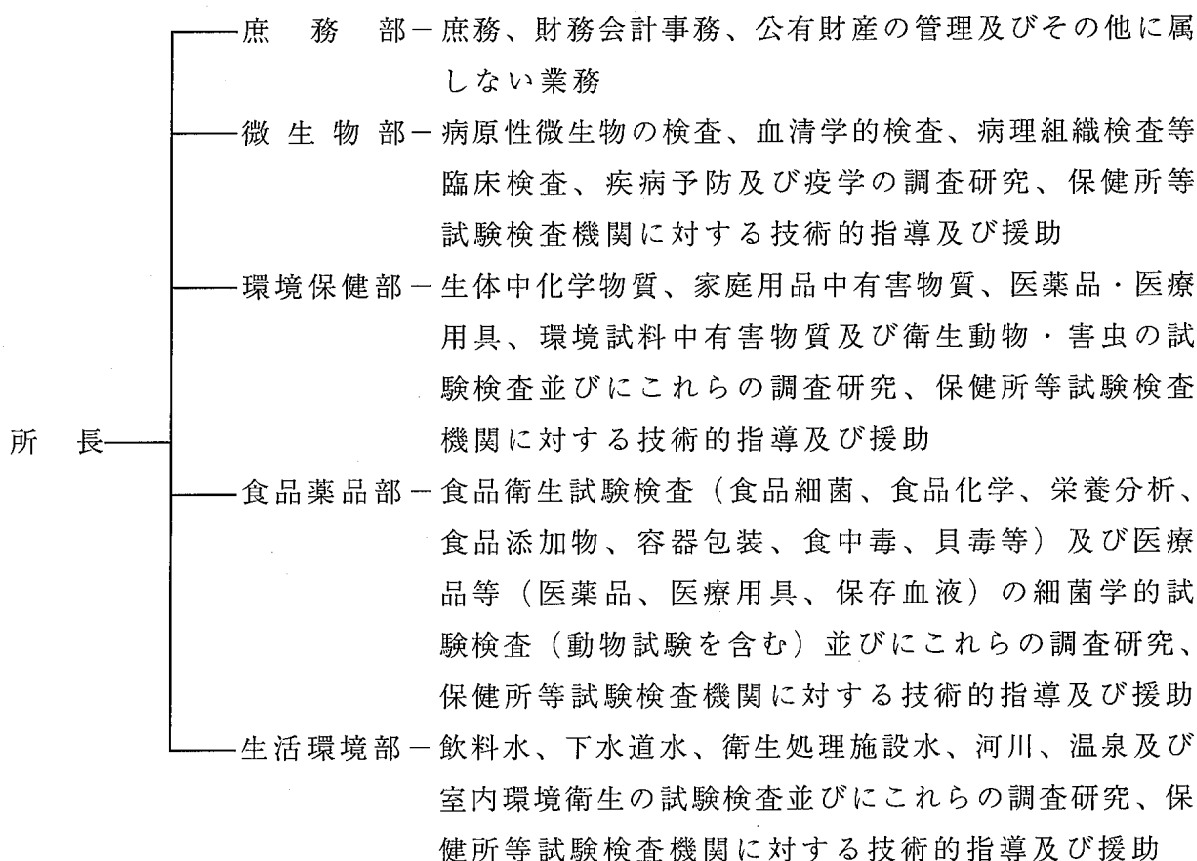 庶務部－庶務、財務会計事務、公有財産の管理及びその他に属
しない業務
微生物部－病原性微生物の検査、血清学的検査、病理組織検査等
臨床検査、疾病予防及び疫学の調査研究、保健所等
試験検査機関に対する技術的指導及び援助
環境保健部－生体中化学物質、家庭用品中有害物質、医薬品・医療
用具、環境試料中有害物質及び衛生動物・害虫の試
験検査並びにこれらの調査研究、保健所等試験検査
機関に対する技術的指導及び援助
所長
食品薬品部－食品衛生試験検査（食品細菌、食品化学、栄養分析、
食品添加物、容器包装、食中毒、貝毒等）及び医療
品等（医薬品、医療用具、保存血液）の細菌学的試
験検査（動物試験を含む）並びにこれらの調査研究、
保健所等試験検査機関に対する技術的指導及び援助
生活環境部－飲料水、下水道水、衛生処理施設水、河川、温泉及び
室内環境衛生の試験検査並びにこれらの調査研究、保
健所等試験検査機関に対する技術的指導及び援助